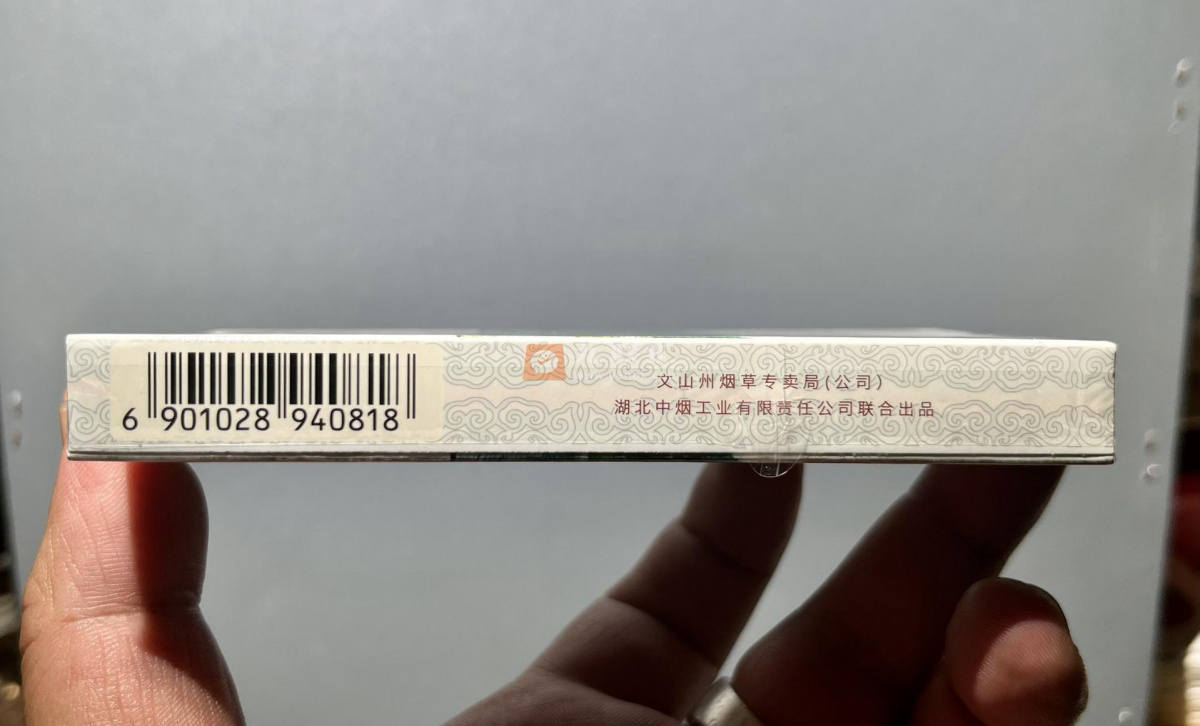 6 901028 940818
文山州烟草专卖局(公司)
湖北中烟工业有限责任公司联合出品